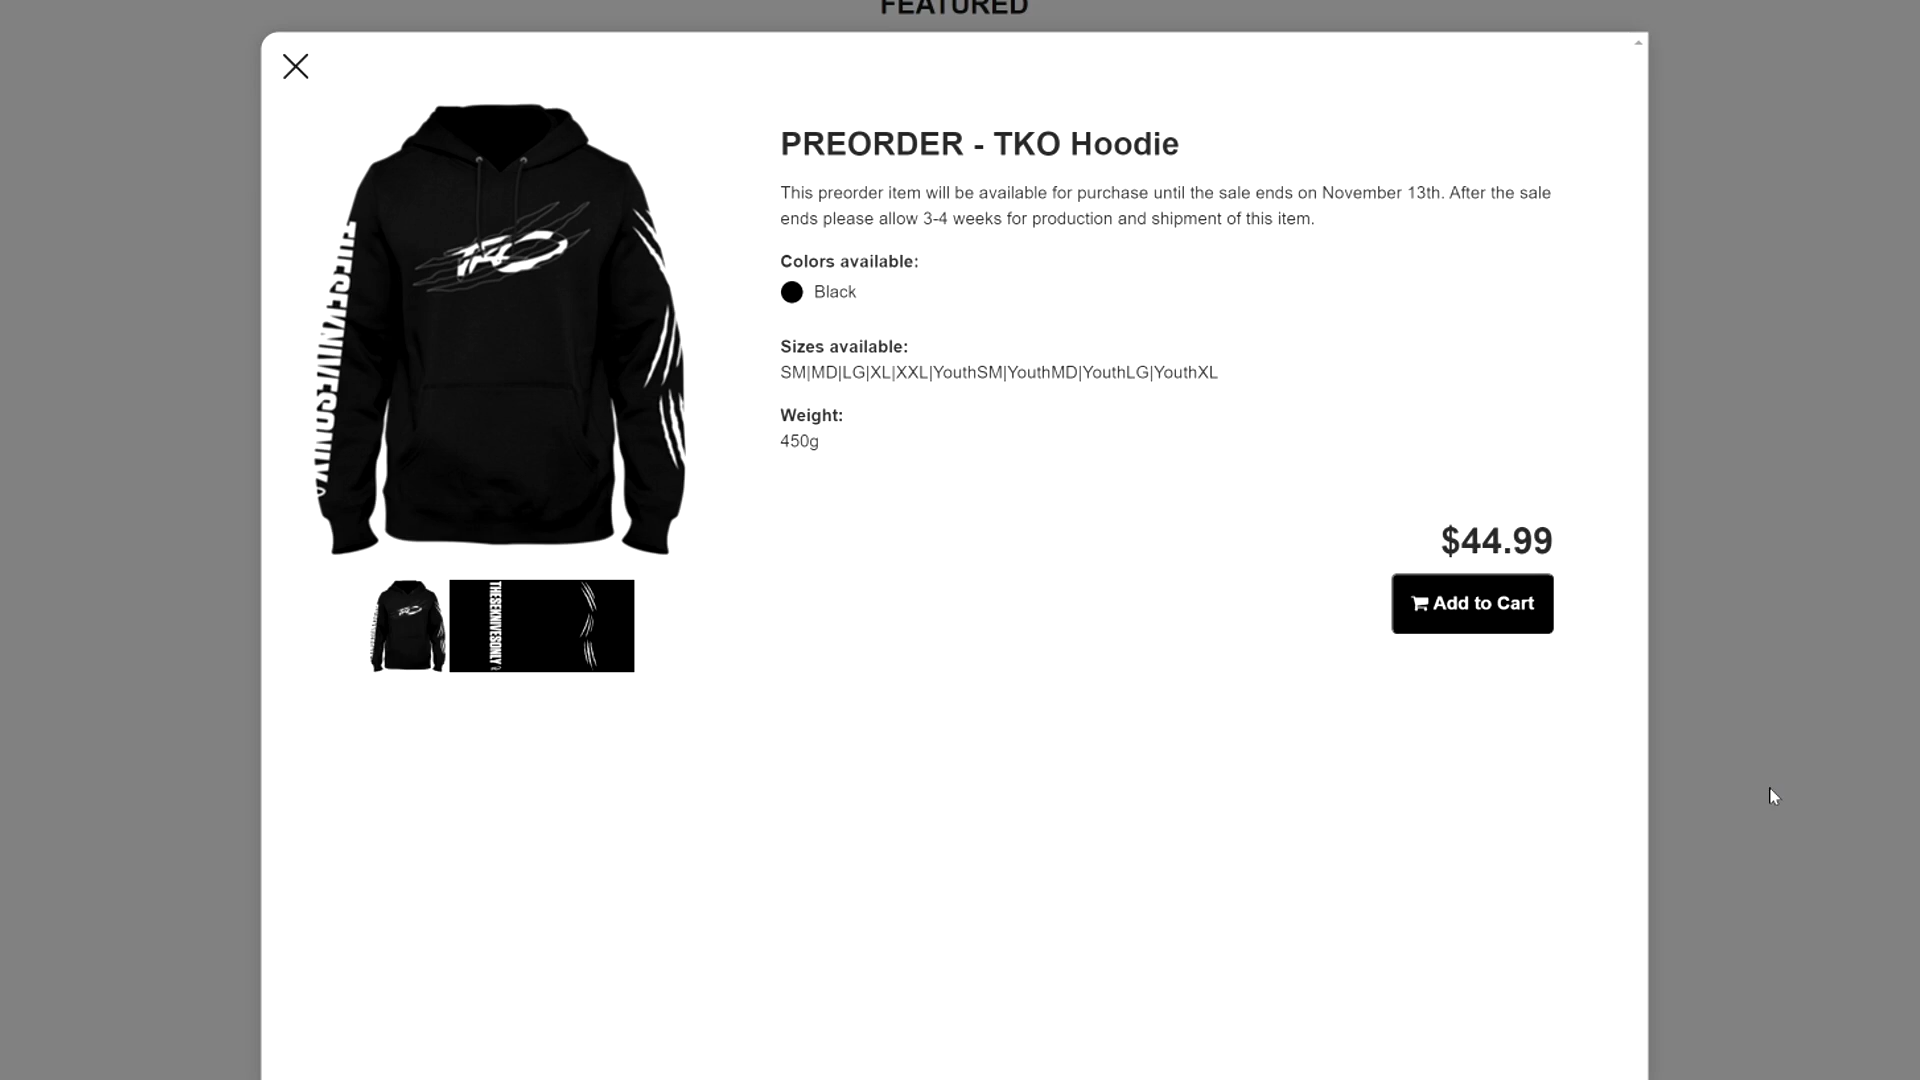 FEATURED
PREORDER - TKO Hoodie
This preorder item will be available for purchase until the sale ends on November 13th. After the sale
ends please allow 3-4 weeks for production and shipment of this item.
Colors available:
Black
Sizes available:
SM|MD|LG|XL|XXL|YouthSM|YouthMD|YouthLG|YouthXL
Weight:
450g
$44.99
Add to Cart
TKO
THESEKNIVESONLY
TKO
THESEKNIVESONLY